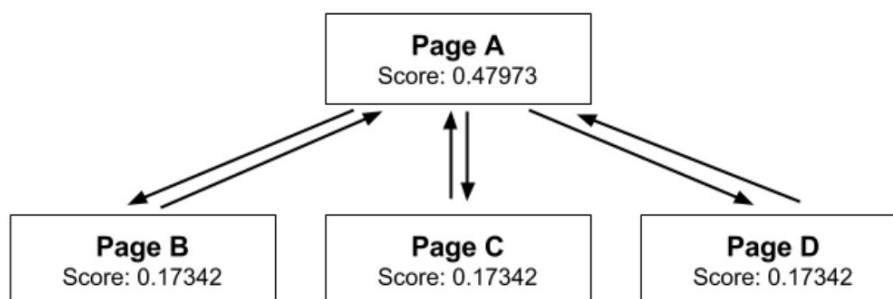 Page A
Score: 0.47973
Page B
Score: 0.17342
Page C
Score: 0.17342
Page D
Score: 0.17342